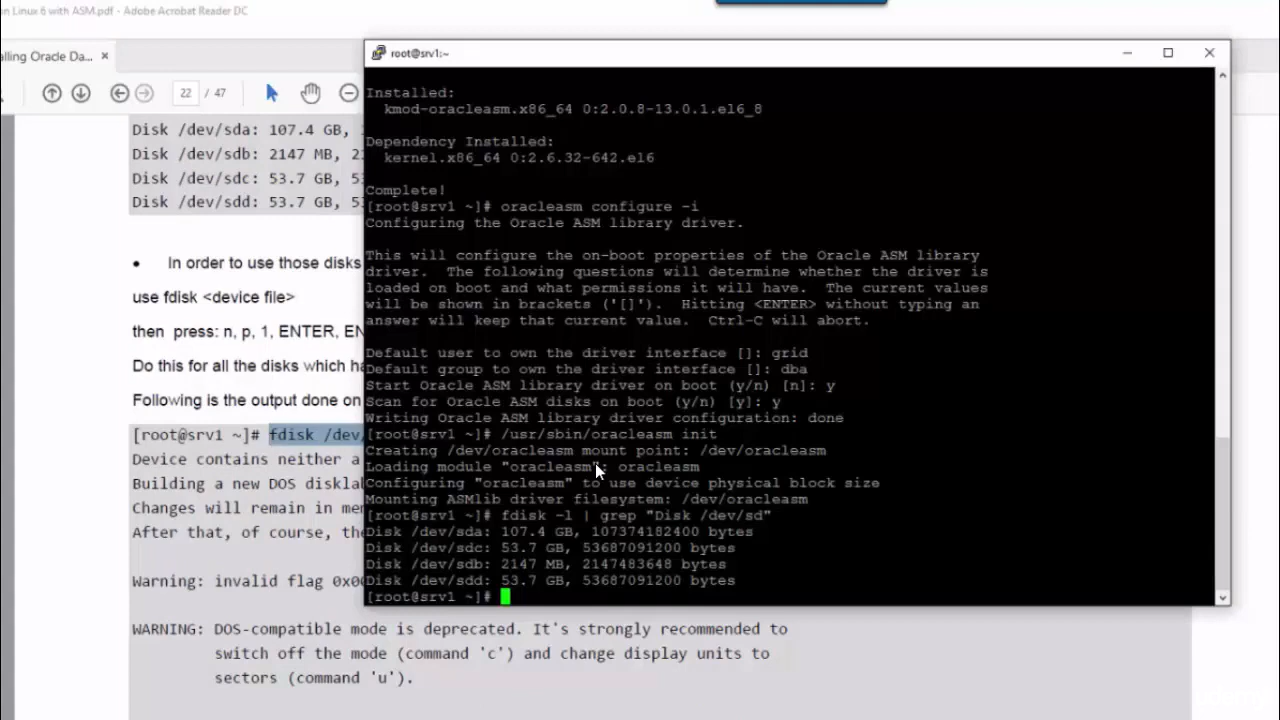 on Linux 6 with ASM.pdf - Adobe Acrobat Reader DC
alling Oracle Da... ×
22 / 47
Disk /dev/sda: 107.4 GB,
Disk /dev/sdb: 2147 MB, 2
Disk /dev/sdc: 53.7 GB,
Disk /dev/sdd: 53.7 GB,
• In order to use those disks
use fdisk <device file>
then press: n, p, 1, ENTER, EN
Do this for all the disks which ha
Following is the output done on
[root@srv1 ~]# fdisk /dev
Device contains neither a
Building a new DOS disklab
Changes will remain in mem
After that, of course, the
Warning: invalid flag 0x00
WARNING: DOS-compatible mode is deprecated. It's strongly recommended to
switch off the mode (command 'c') and change display units to
sectors (command 'u').
root@srv1:~
Installed:
kmod-oracleasm.x86_64 0:2.0.8-13.0.1.el6_8
Dependency Installed:
kernel.x86_64 0:2.6.32-642.el6
Complete!
[root@srv1 ~]# oracleasm configure -i
Configuring the Oracle ASM library driver.
This will configure the on-boot properties of the Oracle ASM library
driver. The following questions will determine whether the driver is
loaded on boot and what permissions it will have. The current values
will be shown in brackets ('[]'). Hitting <ENTER> without typing an
answer will keep that current value. Ctrl-C will abort.
Default user to own the driver interface []: grid
Default group to own the driver interface []: dba
Start Oracle ASM library driver on boot (y/n) [n]: y
Scan for Oracle ASM disks on boot (y/n) [y]: y
Writing Oracle ASM library driver configuration: done
[root@srv1 ~]# /usr/sbin/oracleasm init
Creating /dev/oracleasm mount point: /dev/oracleasm
Loading module "oracleasm": oracleasm
Configuring "oracleasm" to use device physical block size
Mounting ASMlib driver filesystem: /dev/oracleasm
[root@srv1 ~]# fdisk -l | grep "Disk /dev/sd"
Disk /dev/sda: 107.4 GB, 107374182400 bytes
Disk /dev/sdc: 53.7 GB, 53687091200 bytes
Disk /dev/sdb: 2147 MB, 2147483648 bytes
Disk /dev/sdd: 53.7 GB, 53687091200 bytes
[root@srv1 ~]#